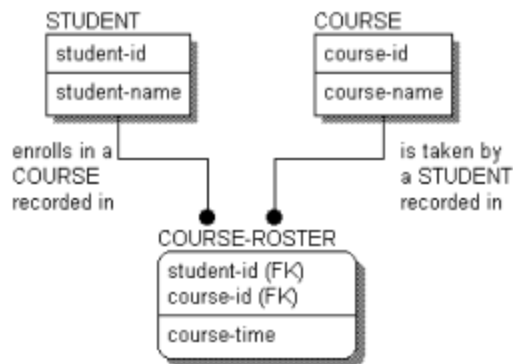 STUDENT
student-id
student-name
COURSE
course-id
course-name
enrolls in a
COURSE
recorded in
is taken by
a STUDENT
recorded in
COURSE-ROSTER
student-id (FK)
course-id (FK)
course-time